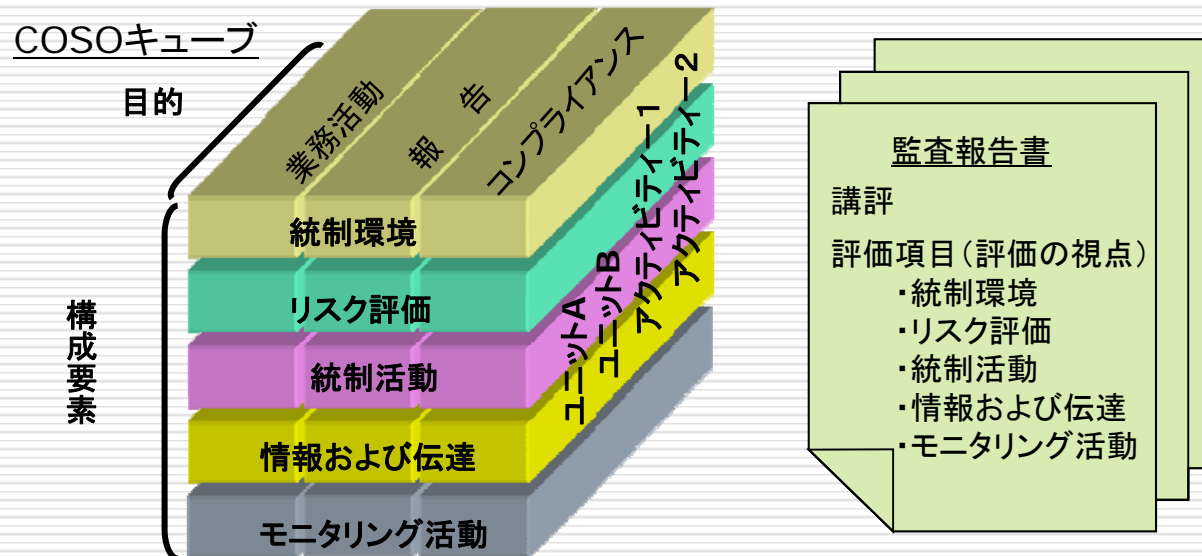 COSOキューブ
目的
業務活動
報告
コンプライアンス
構成要素
統制環境
リスク評価
統制活動
情報および伝達
モニタリング活動
ユニットA
ユニットB
アクティビティー1
アクティビティー2
監査報告書
講評
評価項目(評価の視点)
・統制環境
・リスク評価
・統制活動
・情報および伝達
・モニタリング活動